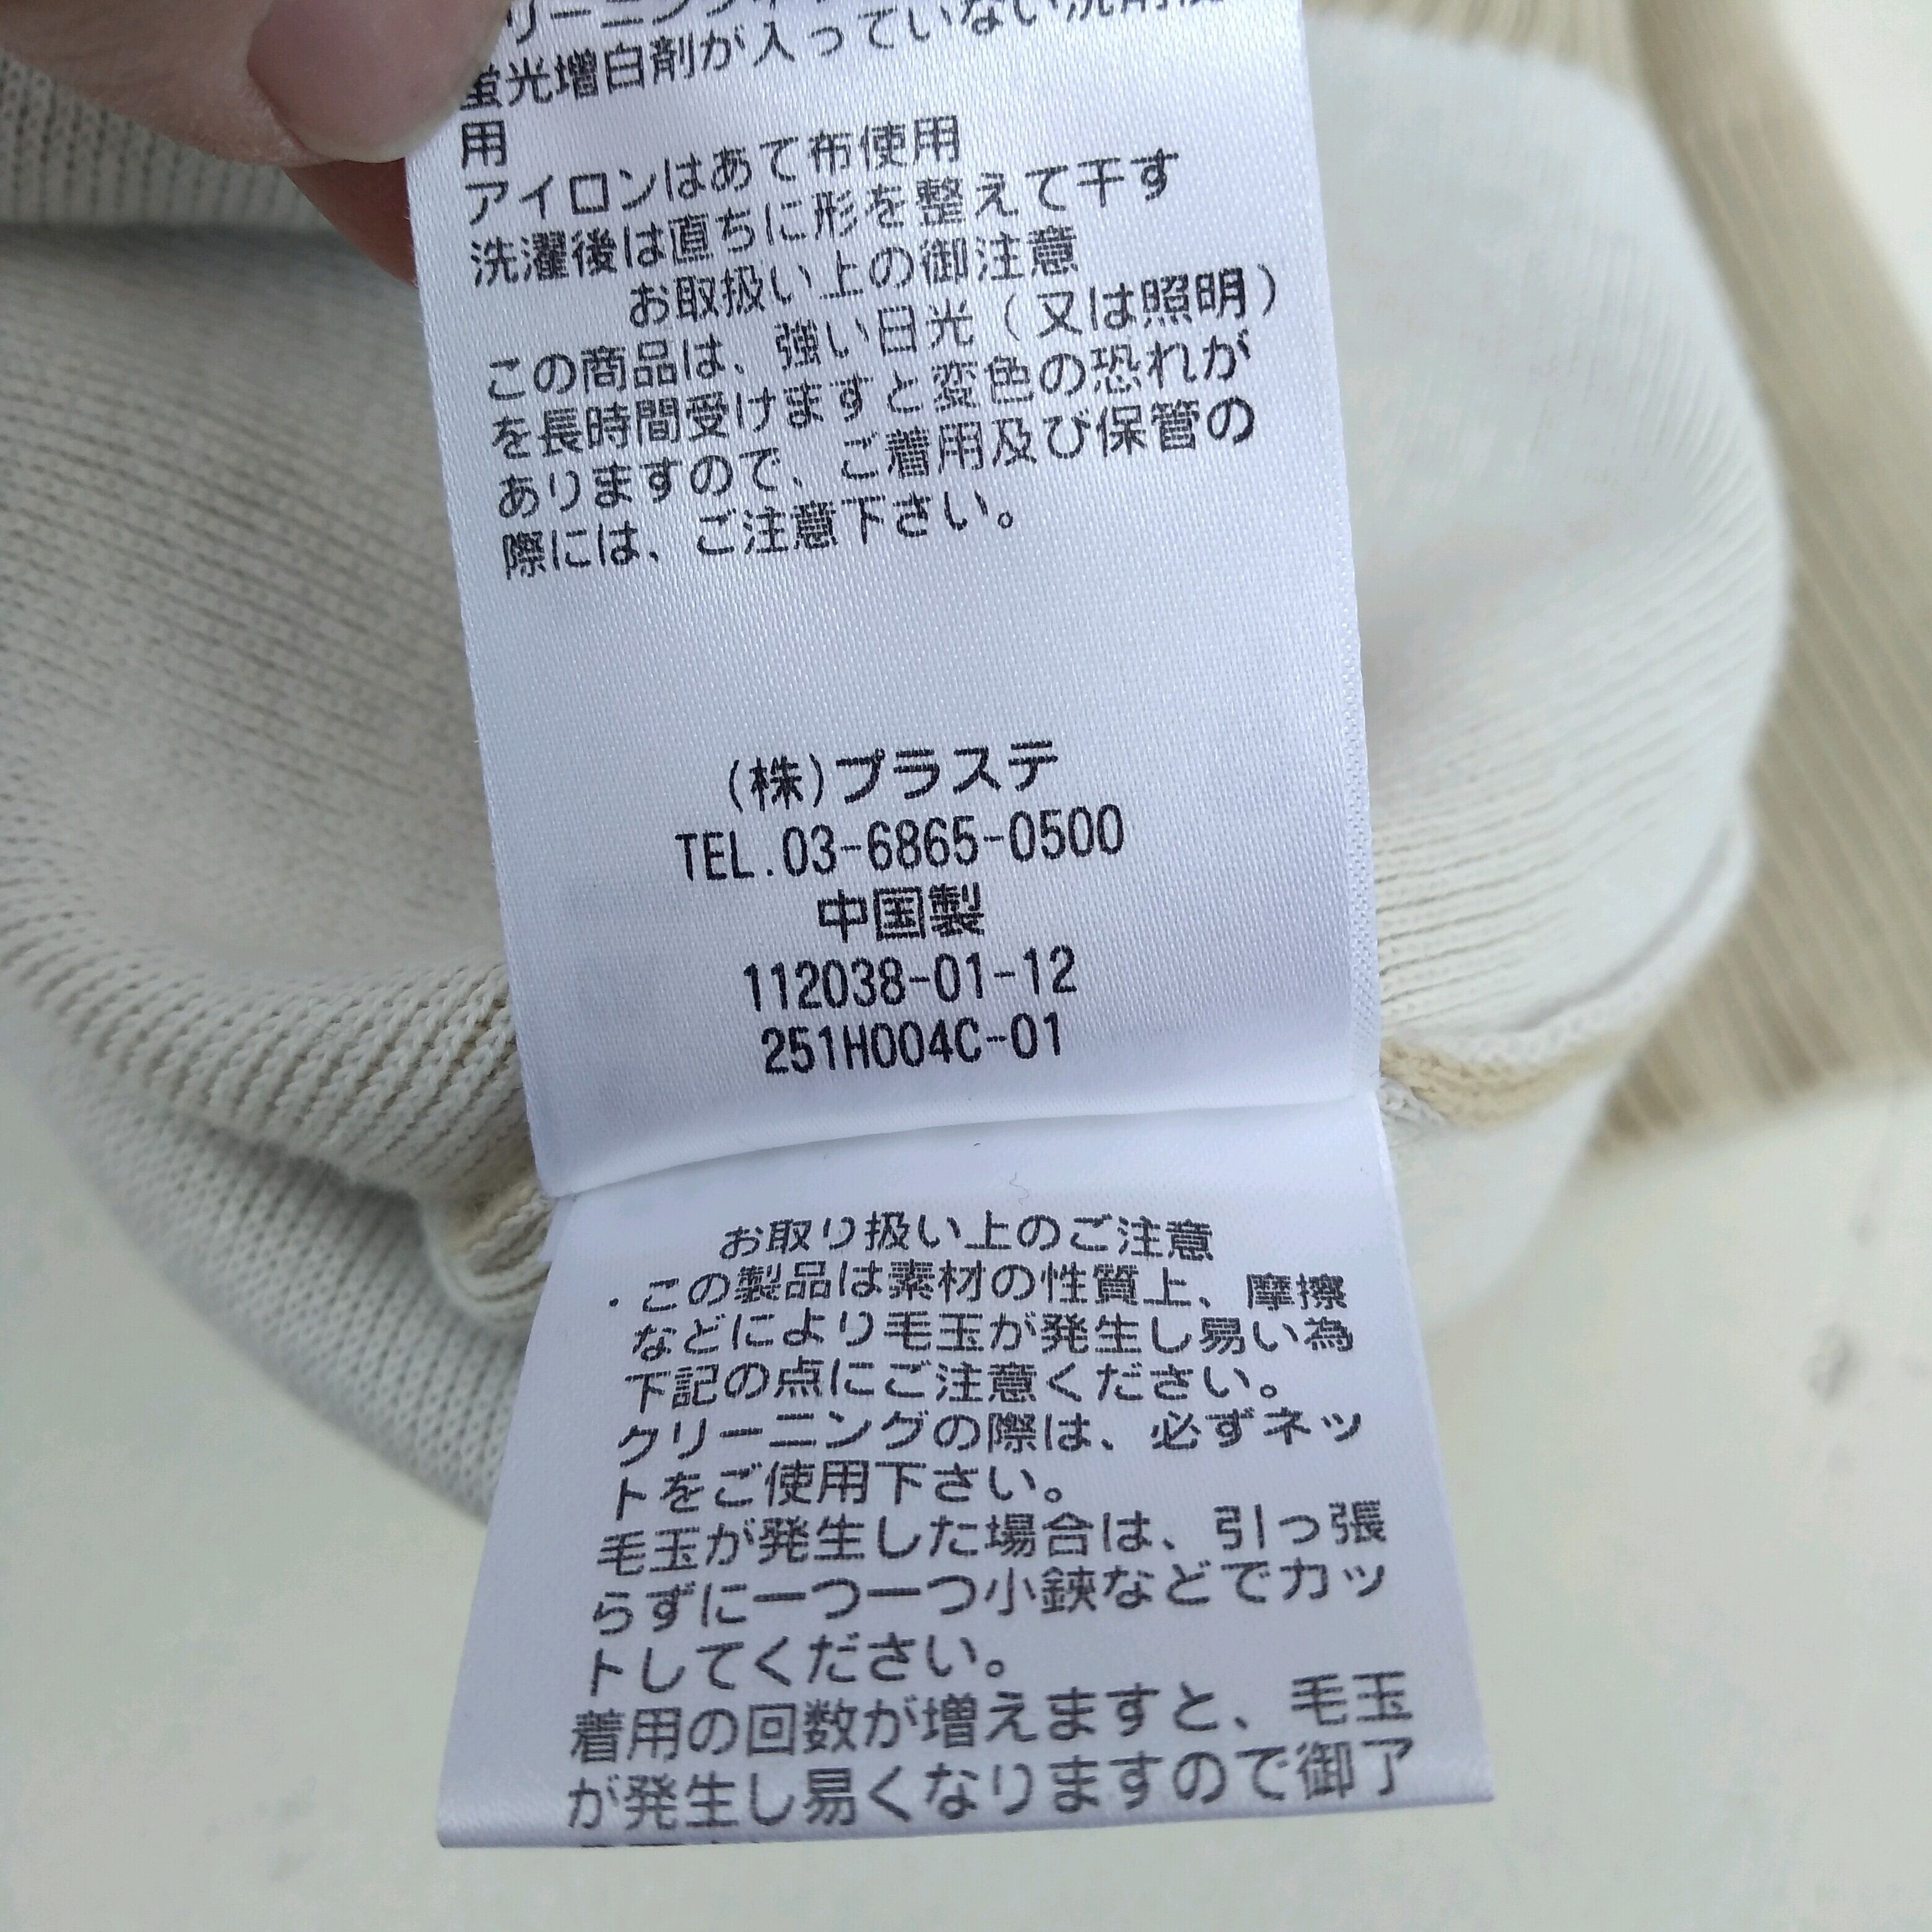 蛍光増白剤が入っていない洗剤使
用
アイロンはあて布使用
洗濯後は直ちに形を整えて干す
お取扱い上の御注意
この商品は、強い日光(又は照明)
を長時間受けますと変色の恐れが
ありますので、ご着用及び保管の
際には、ご注意下さい。
(株)プラステ
TEL.03-6865-0500
中国製
112038-01-12
251H004C-01
お取り扱い上のご注意
・この製品は素材の性質上、摩擦
などにより毛玉が発生し易い為
下記の点にご注意ください。
クリーニングの際は、必ずネッ
トをご使用下さい。
毛玉が発生した場合は、引っ張
らずに一つ一つ小鋏などでカッ
トしてください。
着用の回数が増えますと、毛玉
が発生し易くなりますので御了